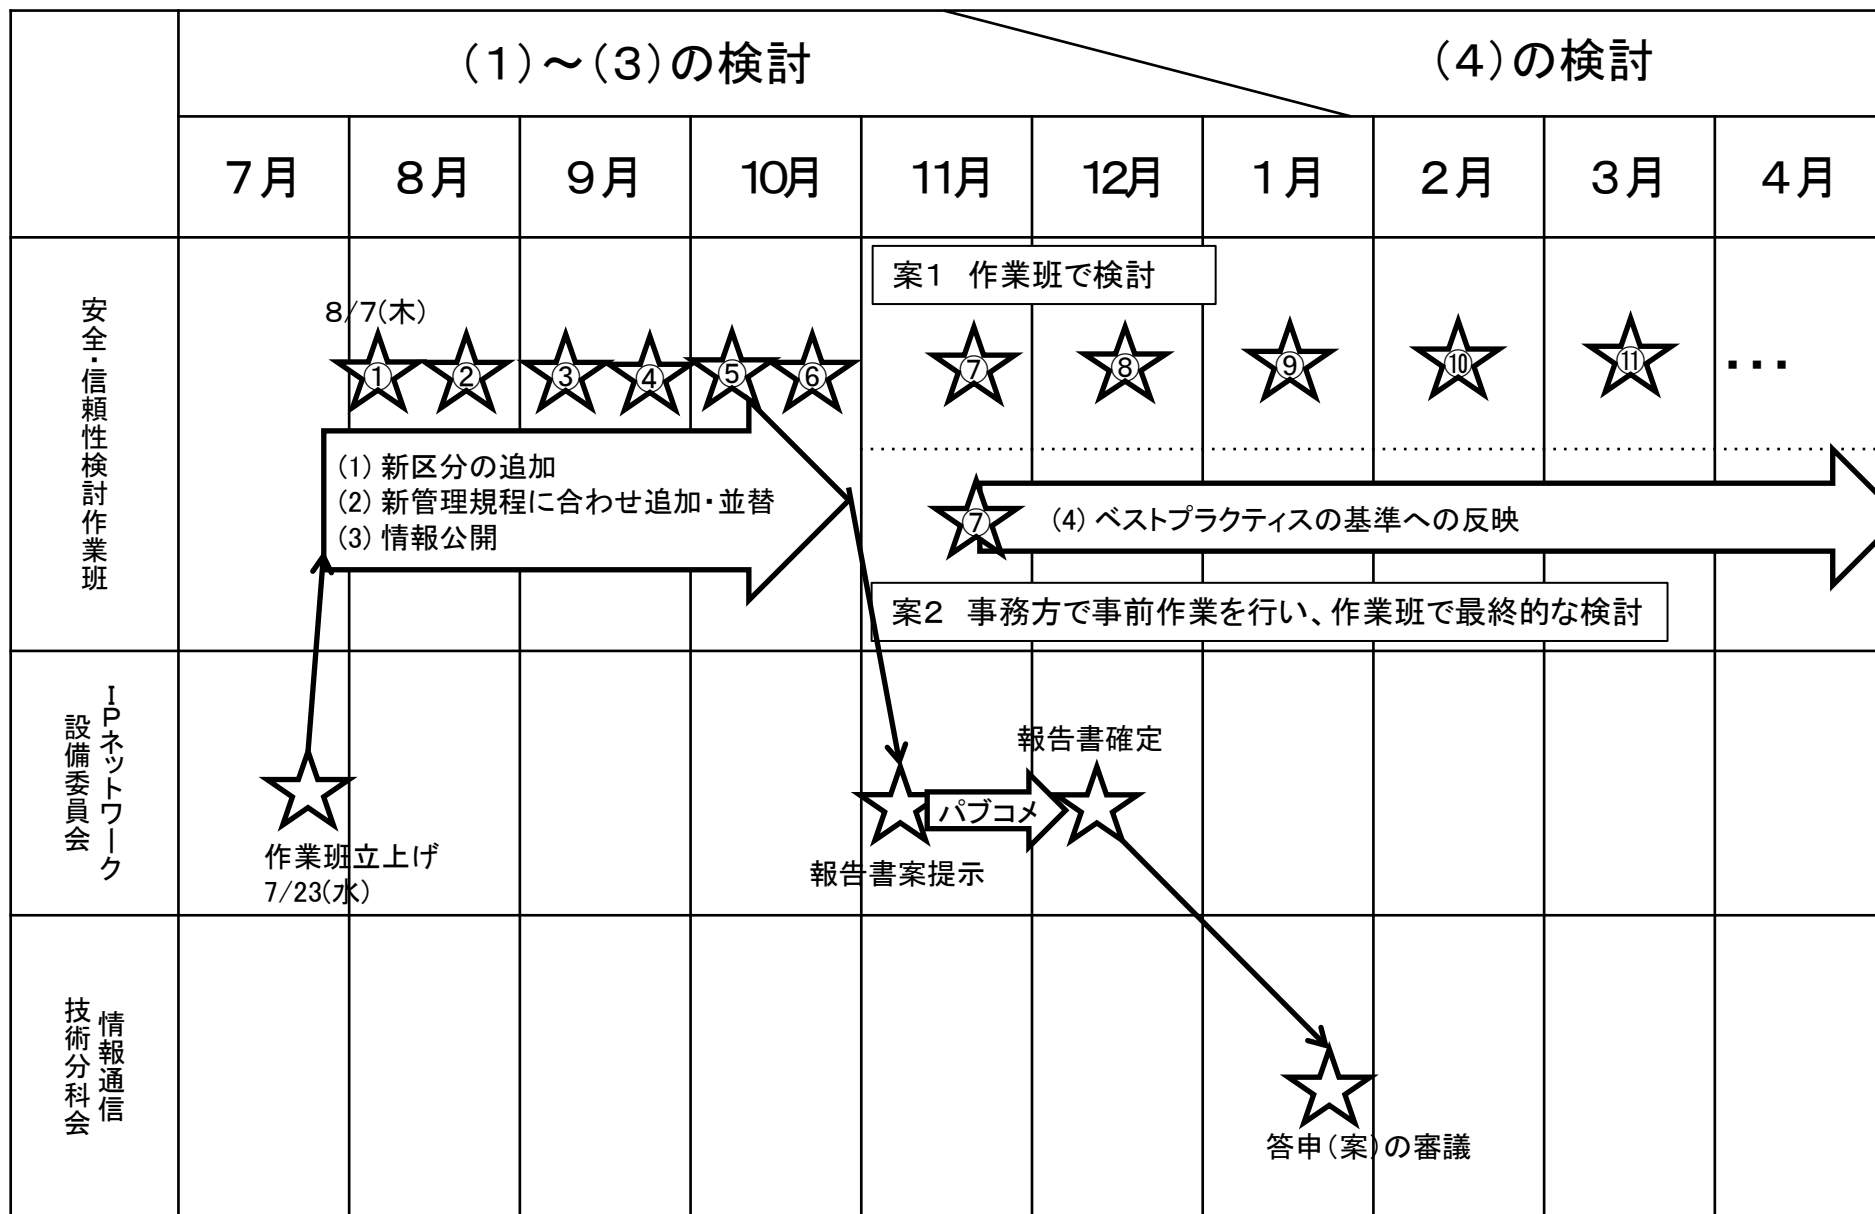 (1)～(3)の検討
(4)の検討
7月
8月
9月
10月
11月
12月
1月
2月
3月
4月
安全・信頼性検討作業班
8/7(木)
①
②
③
④
⑤
⑥
案1　作業班で検討
⑦
⑧
⑨
⑩
⑪
・・・
(1) 新区分の追加
(2) 新管理規程に合わせ追加・並替
(3) 情報公開
⑦
(4) ベストプラクティスの基準への反映
案2　事務方で事前作業を行い、作業班で最終的な検討
IPネットワーク
設備委員会
作業班立上げ
7/23(水)
報告書案提示
パブコメ
報告書確定
情報通信
技術分科会
答申(案)の審議